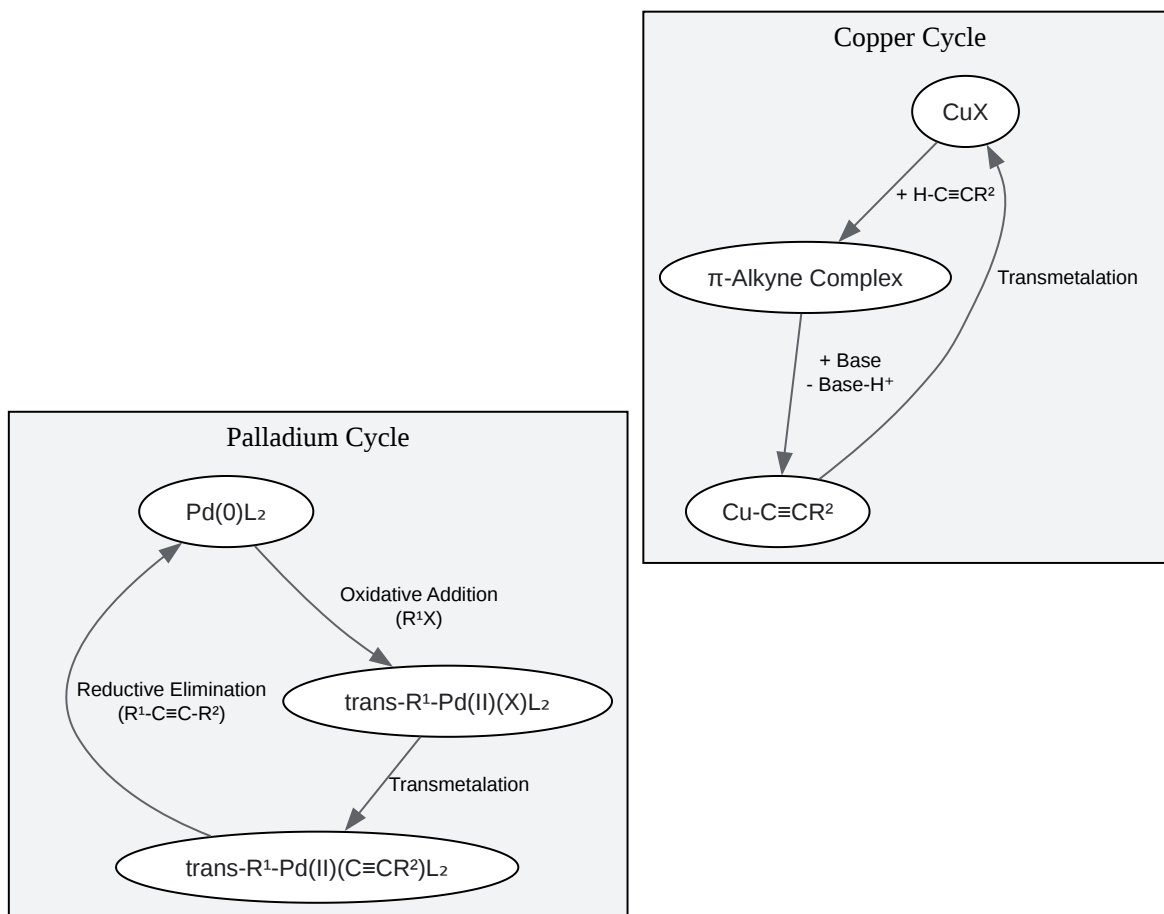 Copper Cycle
CuX
+ H-C≡CR²
π-Alkyne Complex
Transmetalation
+ Base
- Base-H⁺
Cu-C≡CR²
Palladium Cycle
Pd(0)L₂
Oxidative Addition
(R¹X)
Reductive Elimination
(R¹-C≡C-R²)
trans-R¹-Pd(II)(X)L₂
Transmetalation
trans-R¹-Pd(II)(C≡CR²)L₂